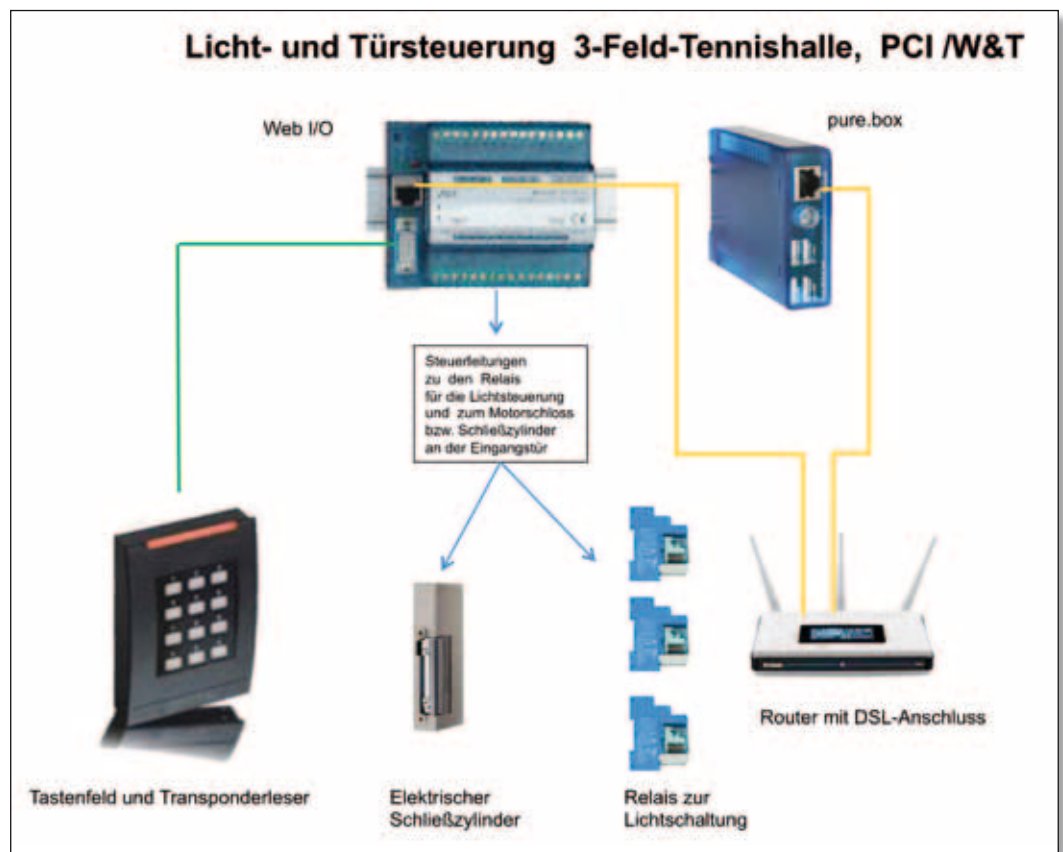 Licht- und Türsteuerung 3-Feld-Tennishalle, PCI /W&T
Web I/O
pure.box
Steuerleitungen
zu den Relais
für die Lichtsteuerung
und zum Motorschloss
bzw. Schließzylinder
an der Eingangstür
Router mit DSL-Anschluss
Tastenfeld und Transponderleser
Elektrischer
Schließzylinder
Relais zur
Lichtschaltung